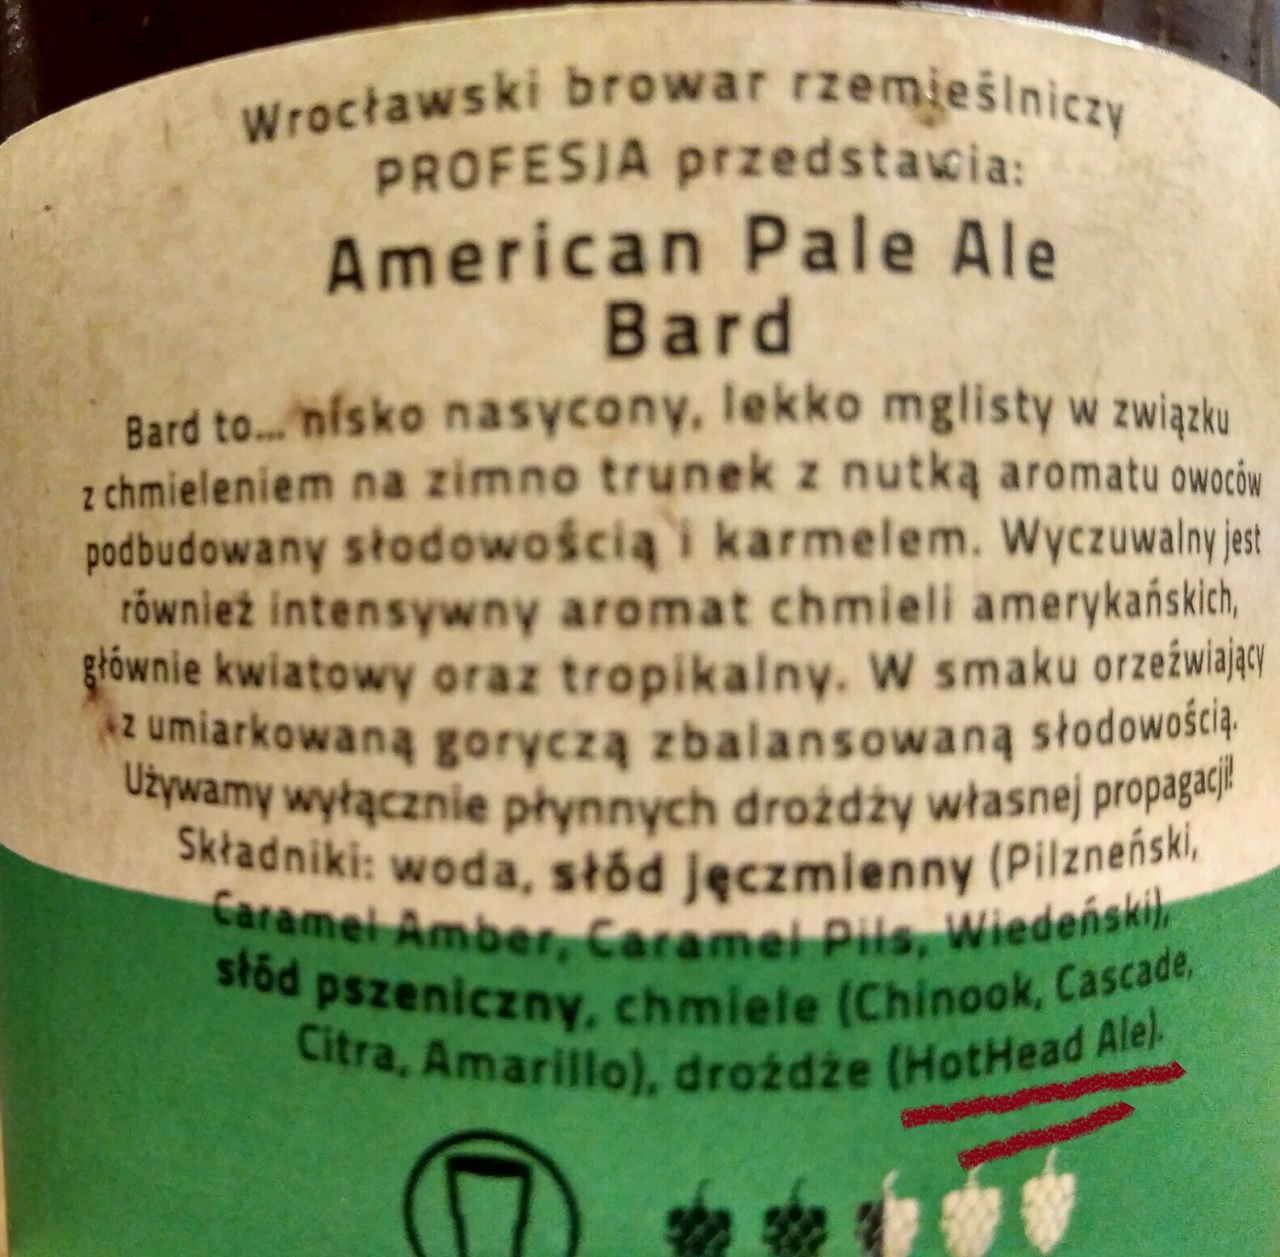 Wrocławski browar rzemieślniczy
PROFESJA przedstawia:
American Pale Ale
Bard
Bard to... nisko nasycony, lekko mglisty w związku
z chmieleniem na zimno trunek z nutką aromatu owoców
podbudowany słodowością i karmelem. Wyczuwalny jest
również intensywny aromat chmieli amerykańskich,
głównie kwiatowy oraz tropikalny. W smaku orzeźwiający
z umiarkowaną goryczą zbalansowaną słodowością.
Używamy wyłącznie płynnych drożdży własnej propagacji!
Składniki: woda, słód jęczmienny (Pilzneński,
Caramel Amber, Caramel Pils, Wiedeński),
słód pszeniczny, chmiele (Chinook, Cascade,
Citra, Amarillo), drożdże (HotHead Ale).